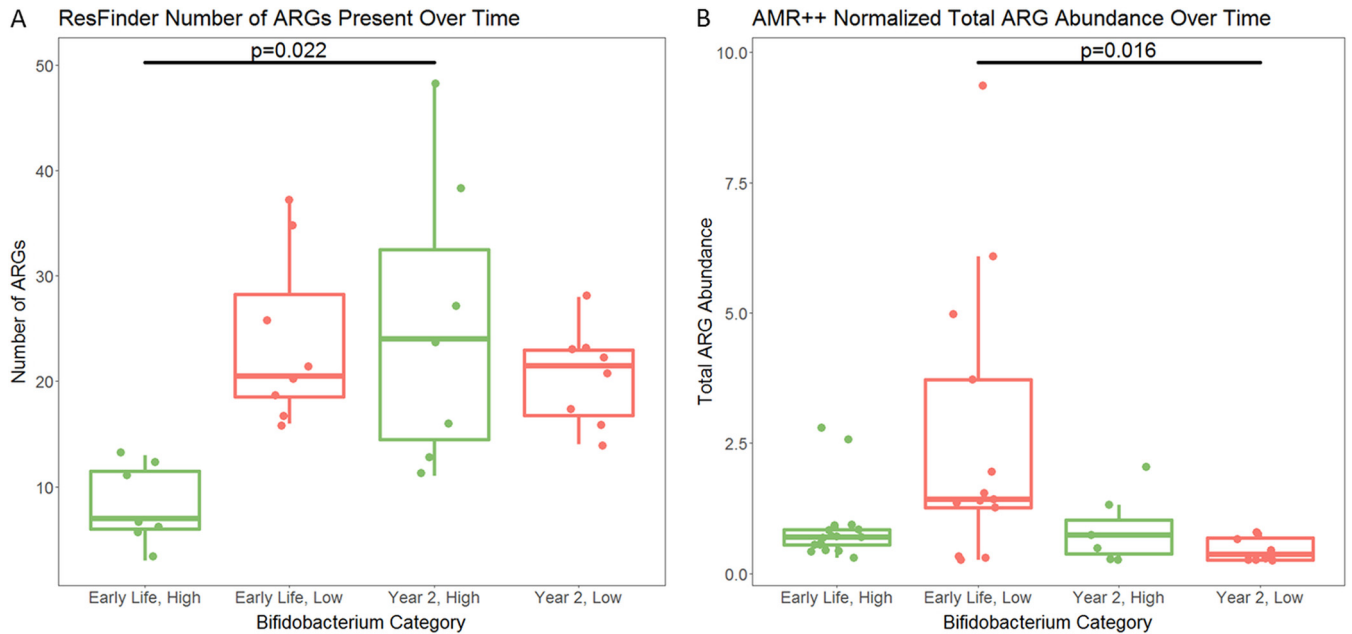 A
ResFinder Number of ARGs Present Over Time
p=0.022
50
40
30
20
10
Number of ARGs
Early Life, High
Early Life, Low
Year 2, High
Year 2, Low
Bifidobacterium Category
B
AMR++ Normalized Total ARG Abundance Over Time
p=0.016
10.0
7.5
5.0
2.5
0.0
Total ARG Abundance
Early Life, High
Early Life, Low
Year 2, High
Year 2, Low
Bifidobacterium Category